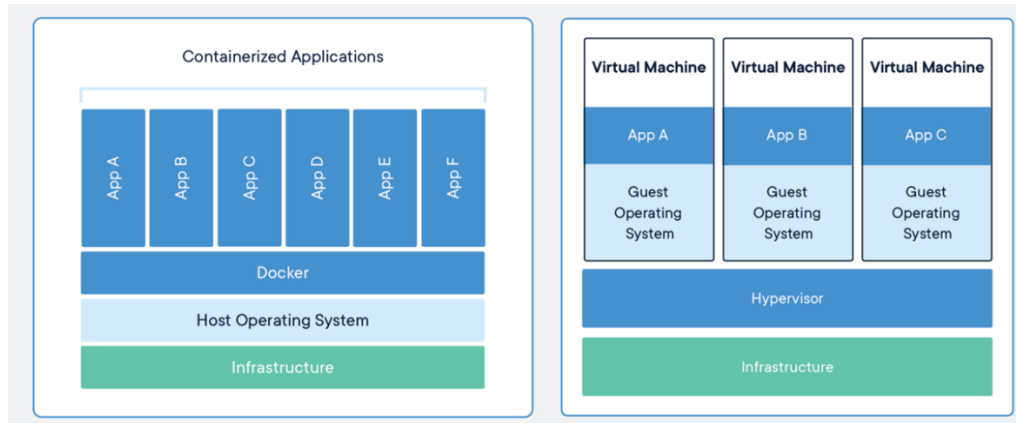 Containerized Applications
App A
App B
App C
App D
App E
App F
Docker
Host Operating System
Infrastructure
Virtual Machine
App A
Guest
Operating
System
Virtual Machine
App B
Guest
Operating
System
Virtual Machine
App C
Guest
Operating
System
Hypervisor
Infrastructure